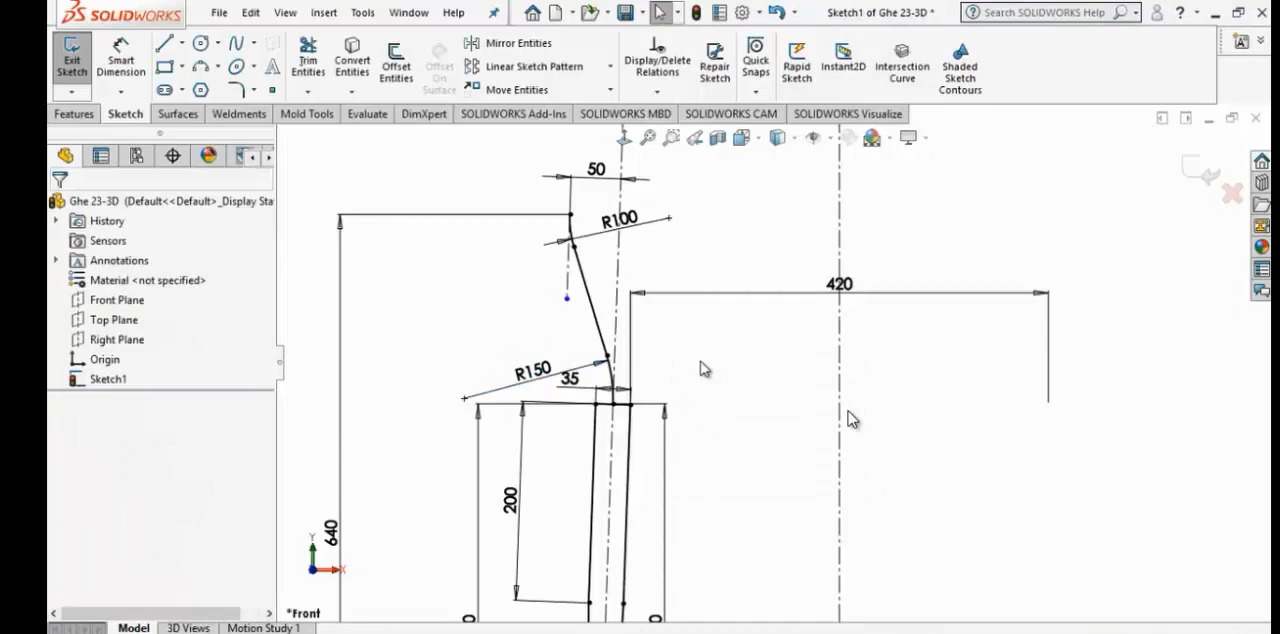 SOLIDWORKS
File Edit View Insert Tools Window Help
Sketch1 of Ghe 23-3D *
Search SOLIDWORKS Help
Exit Sketch
Smart Dimension
Trim Entities
Convert Entities
Offset Entities
Offset On Surface
Mirror Entities
Linear Sketch Pattern
Move Entities
Display/Delete Relations
Repair Sketch
Quick Snaps
Rapid Sketch
Instant2D
Intersection Curve
Shaded Sketch Contours
Features Sketch Surfaces Weldments Mold Tools Evaluate DimXpert SOLIDWORKS Add-Ins SOLIDWORKS MBD SOLIDWORKS CAM SOLIDWORKS Visualize
Ghe 23-3D (Default<<Default>_Display Sta
History
Sensors
Annotations
Material <not specified>
Front Plane
Top Plane
Right Plane
Origin
Sketch1
50
R100
420
R150
35
200
640
0
0
Y
X
*Front
Model 3D Views Motion Study 1